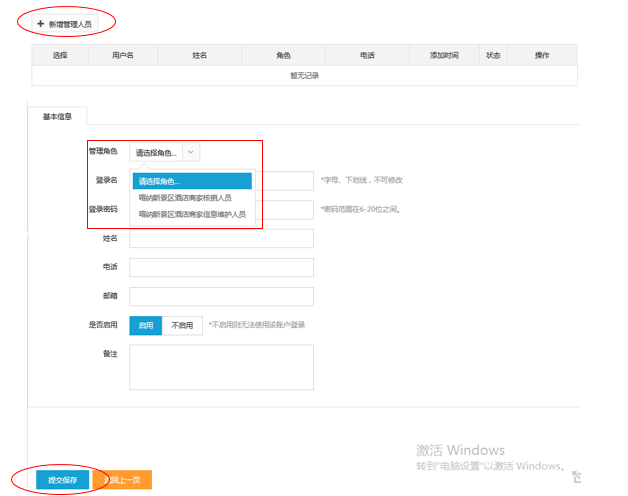 新增管理人员
选择 用户名 姓名 角色 电话 添加时间 状态 操作
暂无记录
基本信息
管理角色 请选择角色...
请选择角色...
喀纳斯景区酒店商家核销人员
喀纳斯景区酒店商家信息维护人员
登录名 *字母、下划线，不可修改
登录密码 *密码范围在6-20位之间。
姓名
电话
邮箱
是否启用 启用 不启用 *不启用则无法使用该账户登录
备注
激活 Windows
转到"电脑设置"以激活 Windows。
提交保存 返回上一页